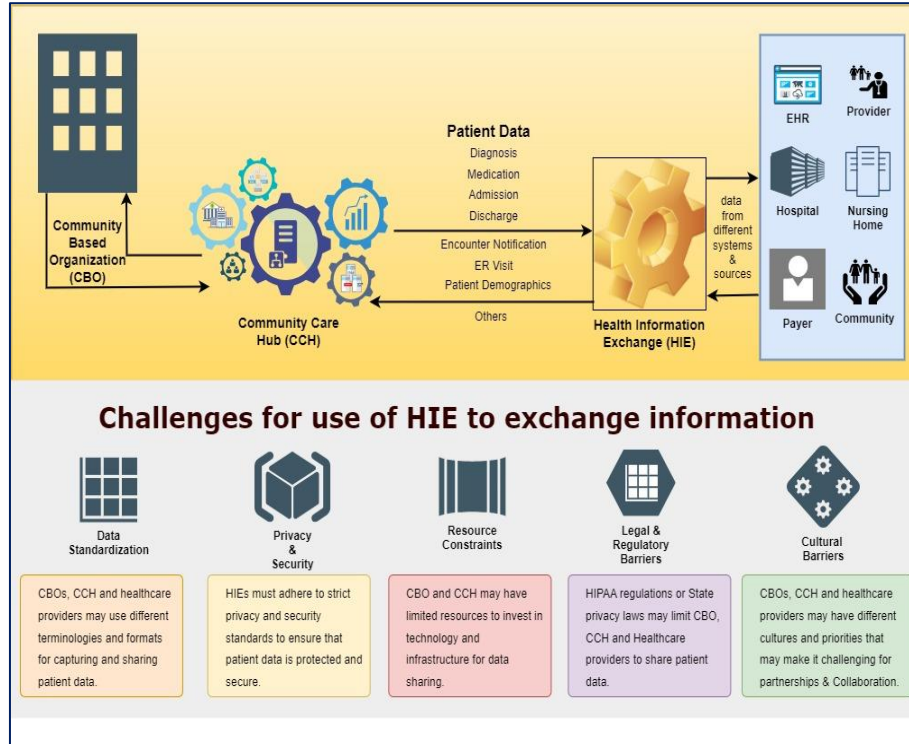 Patient Data
Diagnosis
Medication
Admission
Discharge
Encounter Notification
ER Visit
Patient Demographics
Others
Community
Based
Organization
(CBO)
Community Care
Hub (CCH)
Health Information
Exchange (HIE)
data
from
different
systems
&
sources
EHR
Provider
Hospital
Nursing
Home
Payer
Community
Challenges for use of HIE to exchange information
Data
Standardization
CBOs, CCH and healthcare
providers may use different
terminologies and formats
for capturing and sharing
patient data.
Privacy
&
Security
HIEs must adhere to strict
privacy and security
standards to ensure that
patient data is protected and
secure.
Resource
Constraints
CBO and CCH may have
limited resources to invest in
technology and
infrastructure for data
sharing.
Legal &
Regulatory
Barriers
HIPAA regulations or State
privacy laws may limit CBO,
CCH and Healthcare
providers to share patient
data.
Cultural
Barriers
CBOs, CCH and healthcare
providers may have different
cultures and priorities that
may make it challenging for
partnerships & Collaboration.